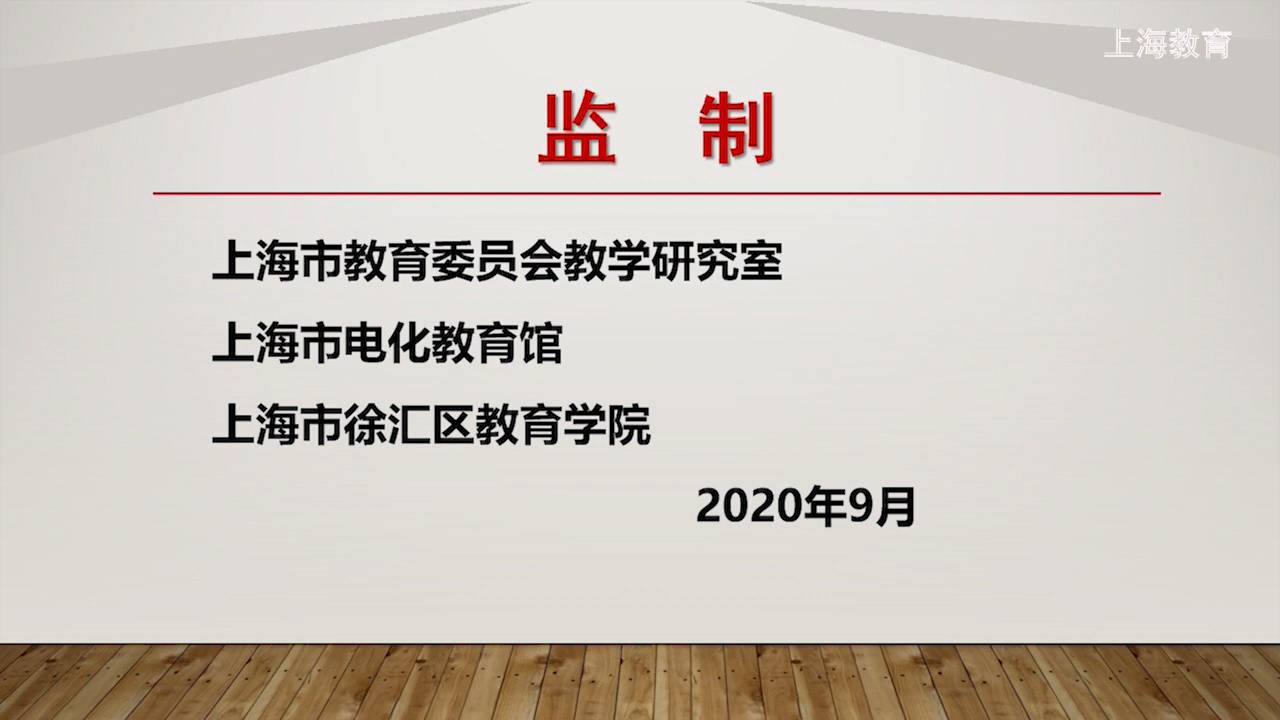 上海教育
监 制
上海市教育委员会教学研究室
上海市电化教育馆
上海市徐汇区教育学院
2020年9月